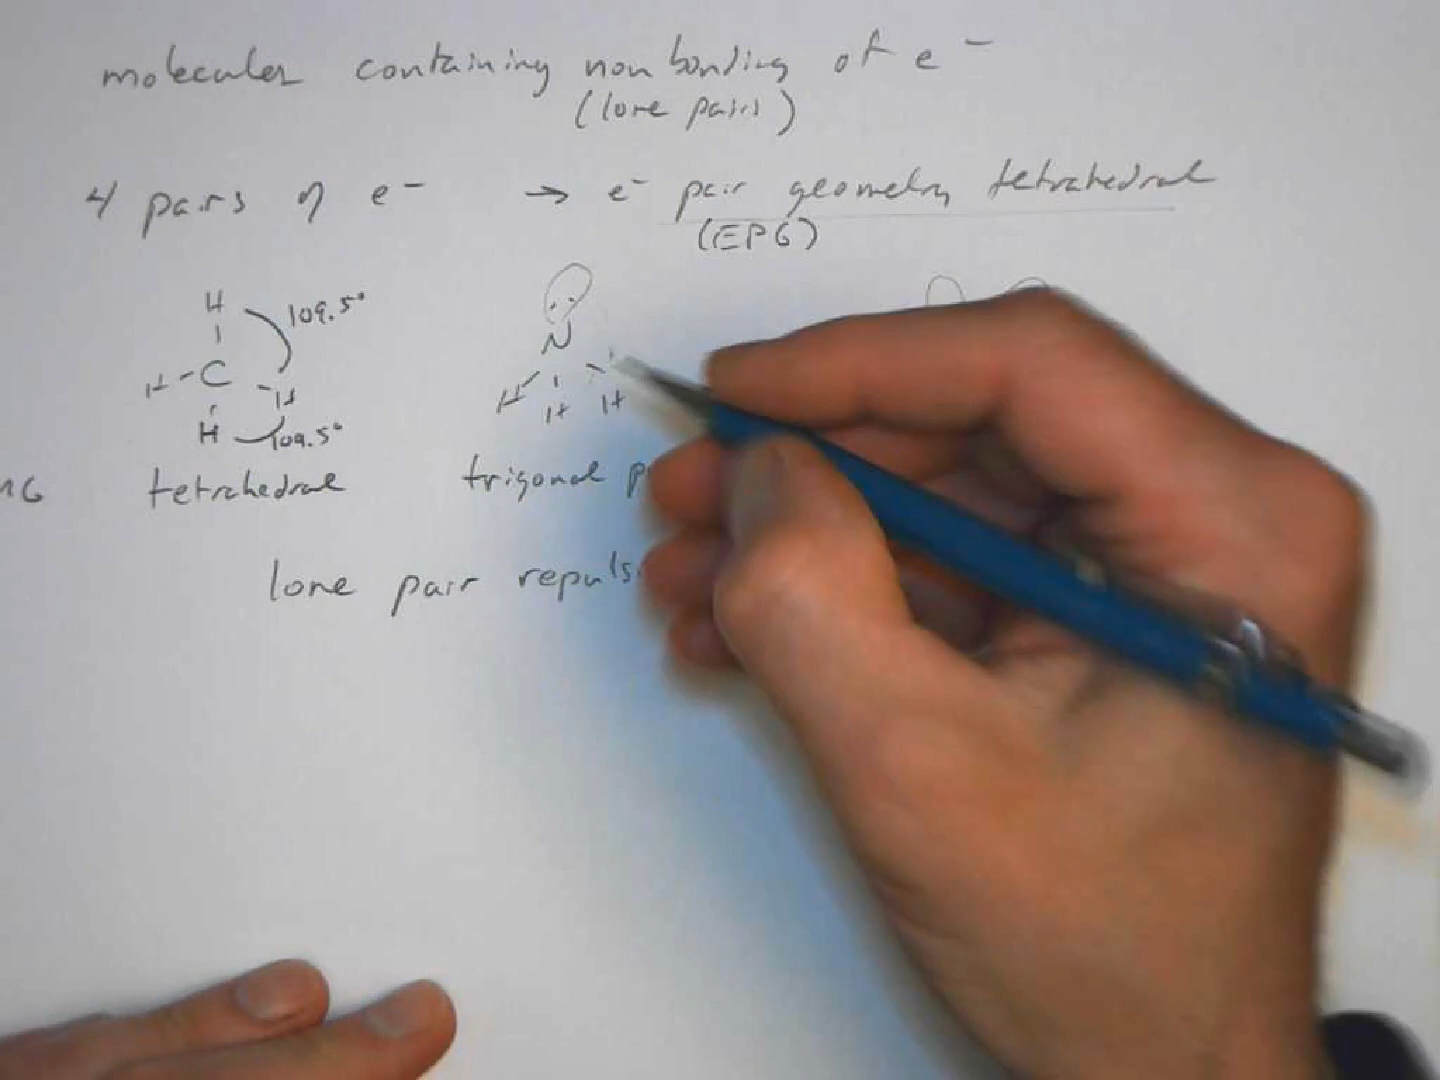 molecules containing nonbonding of e⁻
(lone pairs)
4 pairs of e⁻ → e⁻ pair geometry tetrahedral
(EPG)
H 109.5°
H-C
H
H 109.5°
N
H H H
tetrahedral trigonal
lone pair